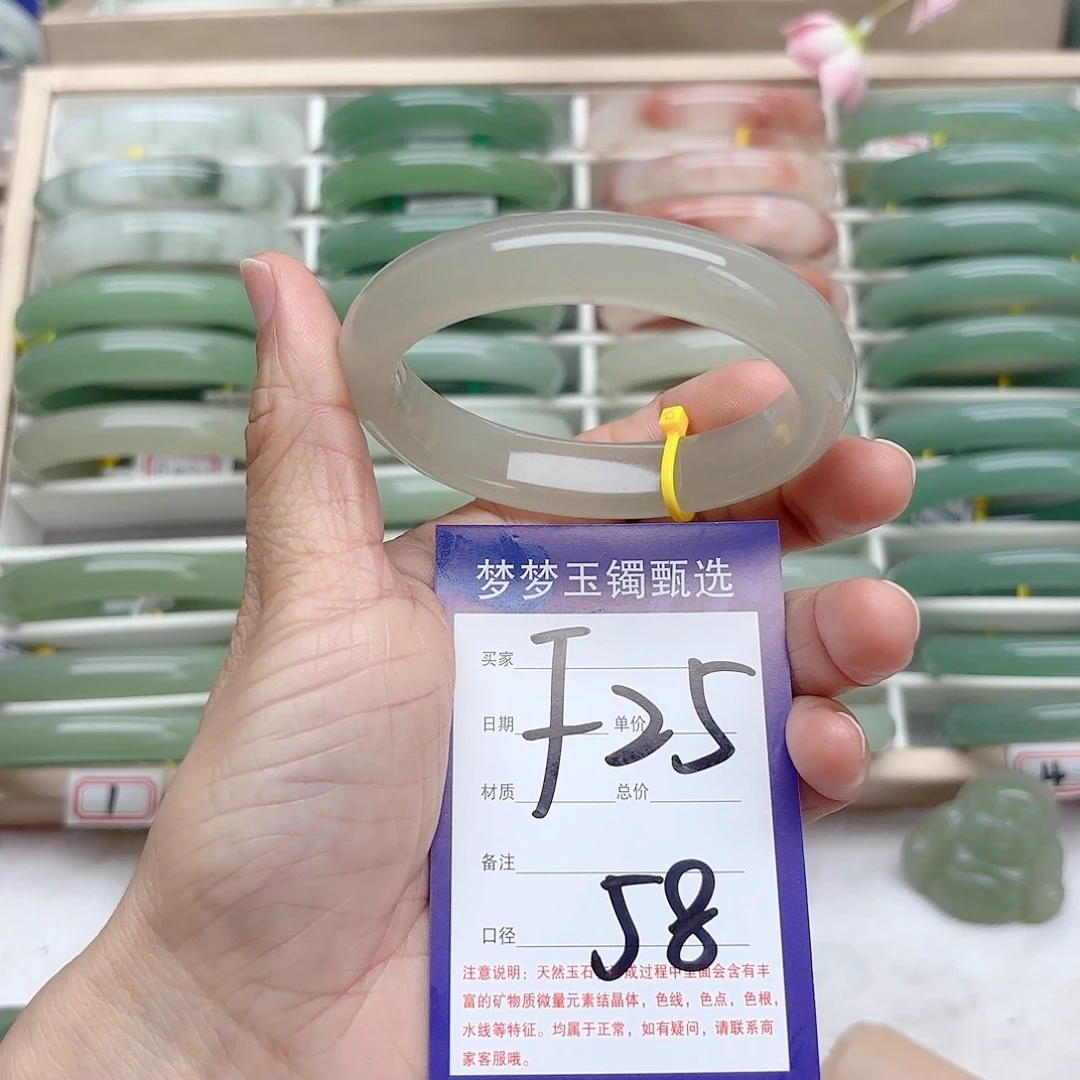 梦梦玉镯甄选
买家
F25
日期 单价
材质 总价
备注
口径 58
注意说明：天然玉石 成过程中里面会含有丰
富的矿物质微量元素结晶体，色线，色点，色根，
水线等特征。均属于正常，如有疑问，请联系商
家客服哦。
1
4